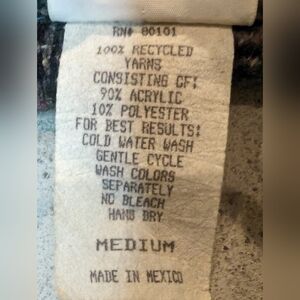 RN# 80101
100% RECYCLED
YARNS
CONSISTING OF:
90% ACRYLIC
10% POLYESTER
FOR BEST RESULTS:
COLD WATER WASH
GENTLE CYCLE
WASH COLORS
SEPARATELY
NO BLEACH
HANG DRY
MEDIUM
MADE IN MEXICO